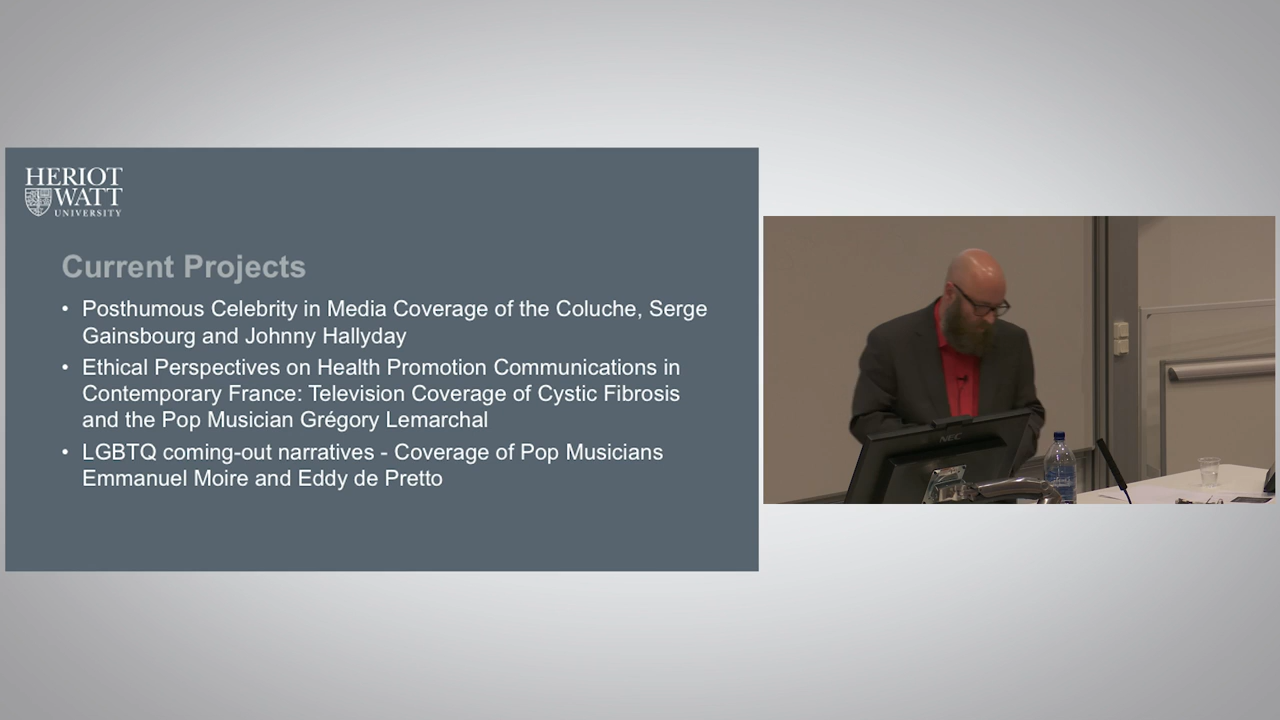 HERIOT
WATT
UNIVERSITY
Current Projects
• Posthumous Celebrity in Media Coverage of the Coluche, Serge
Gainsbourg and Johnny Hallyday
• Ethical Perspectives on Health Promotion Communications in
Contemporary France: Television Coverage of Cystic Fibrosis
and the Pop Musician Grégory Lemarchal
• LGBTQ coming-out narratives - Coverage of Pop Musicians
Emmanuel Moire and Eddy de Pretto
NEC